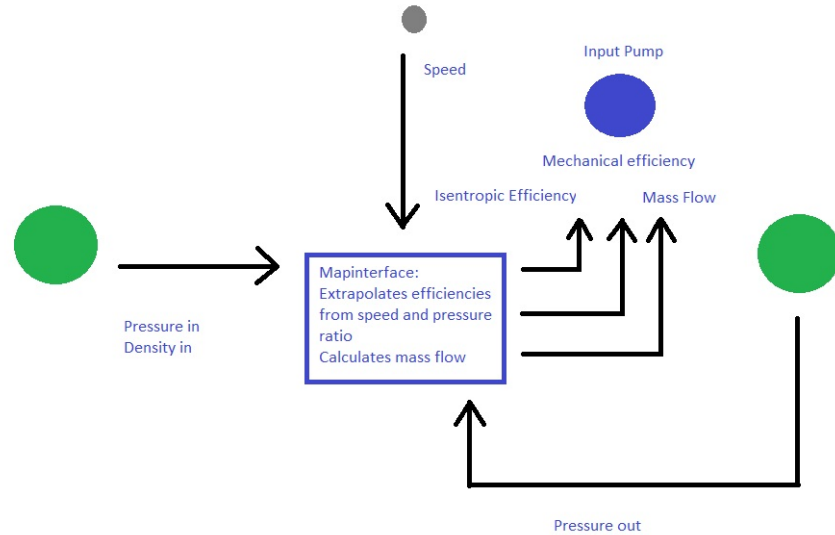 Input Pump
Speed
Mechanical efficiency
Isentropic Efficiency
Mass Flow
Mapinterface:
Extrapolates efficiencies
from speed and pressure
ratio
Calculates mass flow
Pressure in
Density in
Pressure out